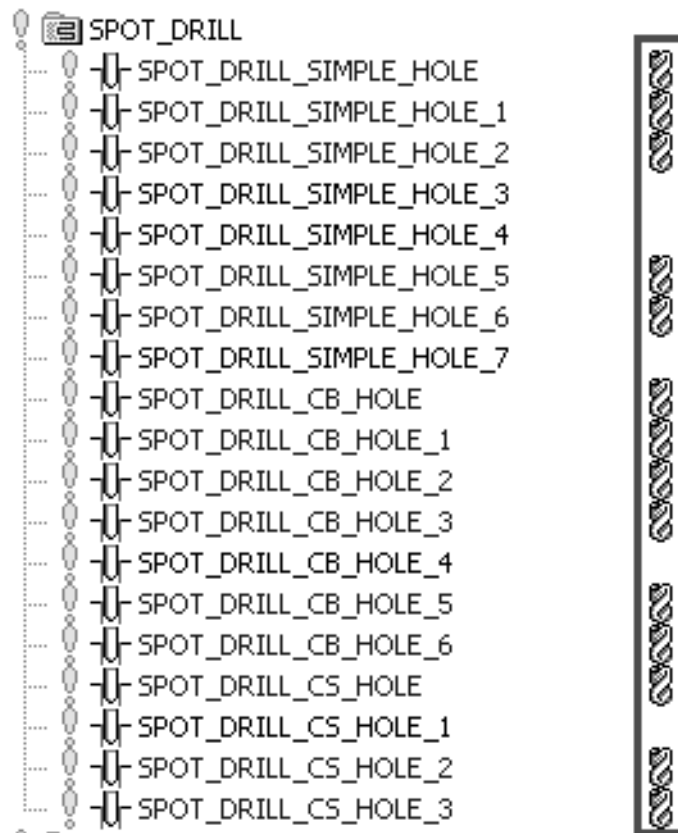 SPOT_DRILL
SPOT_DRILL_SIMPLE_HOLE
SPOT_DRILL_SIMPLE_HOLE_1
SPOT_DRILL_SIMPLE_HOLE_2
SPOT_DRILL_SIMPLE_HOLE_3
SPOT_DRILL_SIMPLE_HOLE_4
SPOT_DRILL_SIMPLE_HOLE_5
SPOT_DRILL_SIMPLE_HOLE_6
SPOT_DRILL_SIMPLE_HOLE_7
SPOT_DRILL_CB_HOLE
SPOT_DRILL_CB_HOLE_1
SPOT_DRILL_CB_HOLE_2
SPOT_DRILL_CB_HOLE_3
SPOT_DRILL_CB_HOLE_4
SPOT_DRILL_CB_HOLE_5
SPOT_DRILL_CB_HOLE_6
SPOT_DRILL_CS_HOLE
SPOT_DRILL_CS_HOLE_1
SPOT_DRILL_CS_HOLE_2
SPOT_DRILL_CS_HOLE_3